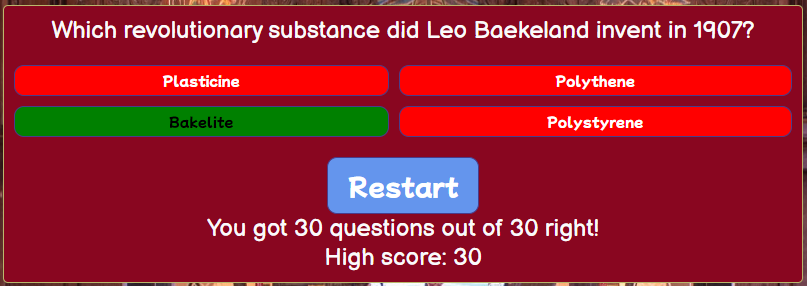 Which revolutionary substance did Leo Baekeland invent in 1907?
Plasticine
Polythene
Bakelite
Polystyrene
Restart
You got 30 questions out of 30 right!
High score: 30